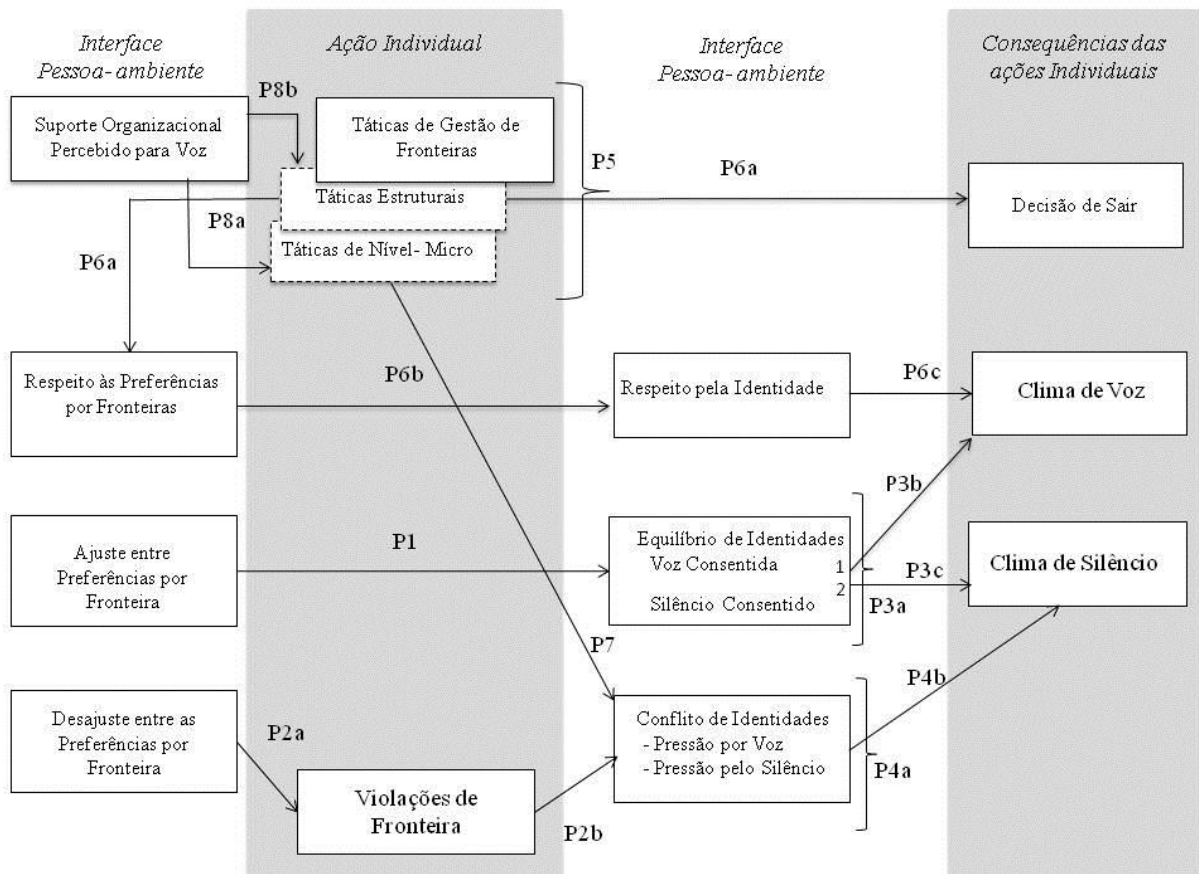 Interface
Pessoa- ambiente
Ação Individual
Interface
Pessoa- ambiente
Consequências das
ações Individuais
P8b
Suporte Organizacional
Percebido para Voz
Táticas de Gestão de
Fronteiras
P5
P6a
Táticas Estruturais
Decisão de Sair
P8a
Táticas de Nível- Micro
P6a
Respeito às Preferências
por Fronteiras
P6b
Respeito pela Identidade
P6c
Clima de Voz
P3b
Ajuste entre
Preferências por
Fronteira
P1
Equilíbrio de Identidades
Voz Consentida
1
2
Silêncio Consentido
P3c
P3a
Clima de Silêncio
P7
P4b
Desajuste entre as
Preferências por
Fronteira
P2a
Conflito de Identidades
- Pressão por Voz
- Pressão pelo Silêncio
P4a
Violações de
Fronteira
P2b